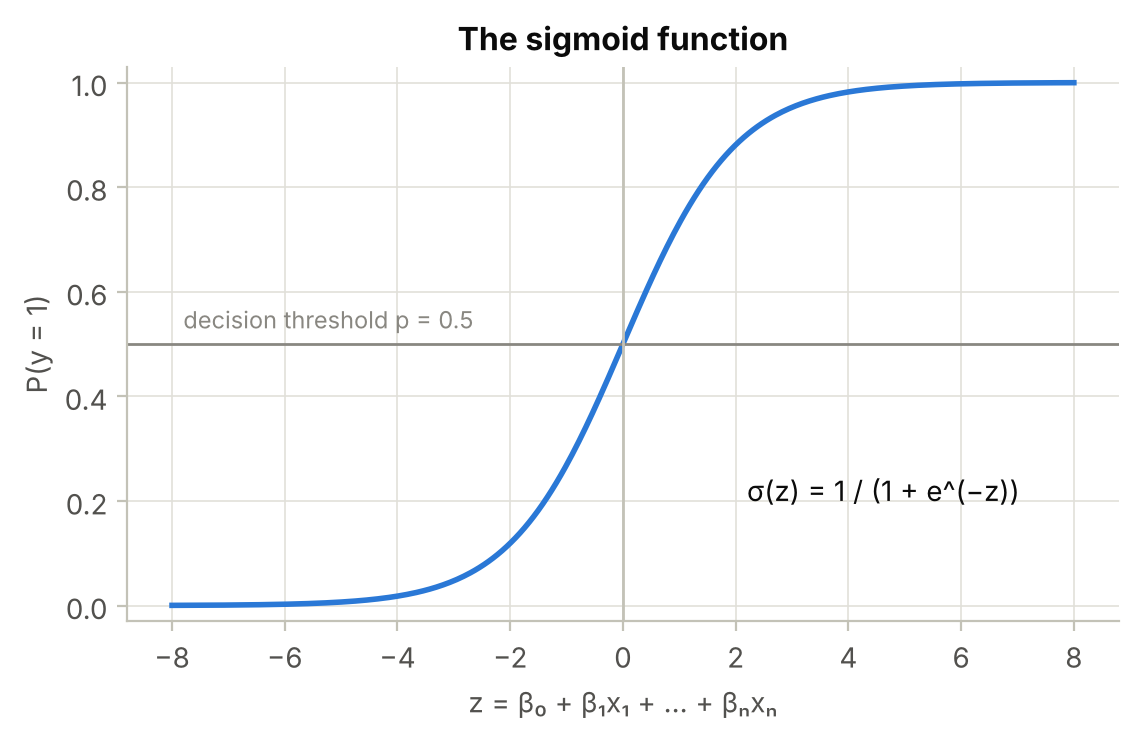 The sigmoid function
1.0
0.8
0.6
decision threshold p = 0.5
P(y = 1)
0.4
σ(z) = 1 / (1 + e^(−z))
0.2
0.0
−8 −6 −4 −2 0 2 4 6 8
z = β₀ + β₁x₁ + ... + βₙxₙ